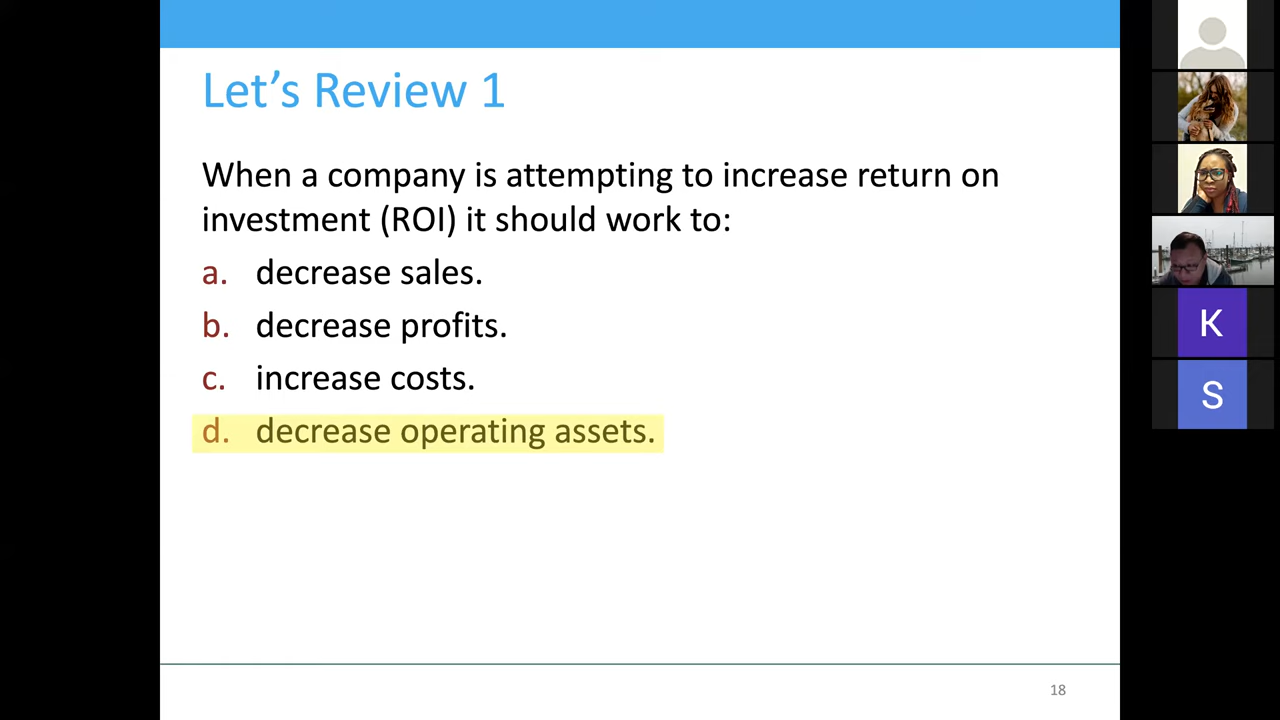 Let's Review 1
When a company is attempting to increase return on
investment (ROI) it should work to:
a. decrease sales.
b. decrease profits.
c. increase costs.
d. decrease operating assets.
18
K
S